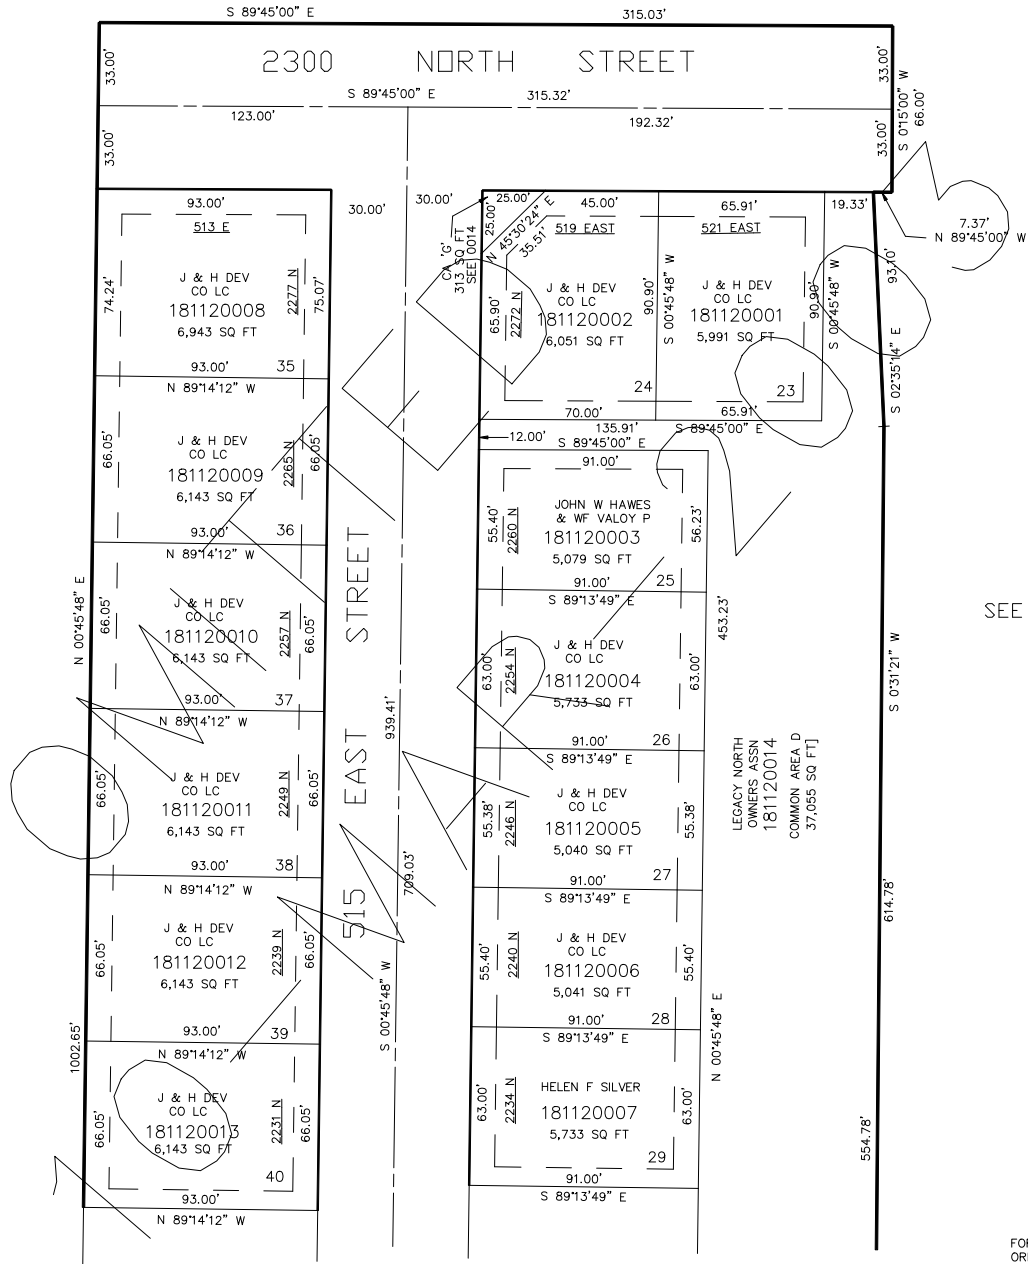 S 89°45'00" E 315.03'
33.00' 2300 NORTH STREET 33.00'
S 0°15'00" W
66.00'
S 89°45'00" E 315.32'
123.00' 192.32'
33.00' 33.00'
93.00' 30.00' 30.00' 25.00' 45.00' 65.91' 19.33' 7.37'
N 89°45'00" W
513 E 519 EAST 521 EAST
CA 'G'
313 SQ FT
SEE 0014
25.00'
N 45°30'24" E
35.51'
93.10'
S 02°35'14" E
74.24'
J & H DEV
CO LC
181120008
6,943 SQ FT
2277 N
75.07'
93.00' 35
N 89°14'12" W
65.90'
2272 N
J & H DEV
CO LC
181120002
6,051 SQ FT
24
90.90'
S 00°45'48" W
J & H DEV
CO LC
181120001
5,991 SQ FT
23
90.90'
S 00°45'48" W
70.00' 65.91'
135.91'
S 89°45'00" E
12.00'
S 89°45'00" E
66.05'
J & H DEV
CO LC
181120009
6,143 SQ FT
2265 N
66.05'
93.00' 36
N 89°14'12" W
91.00'
55.40'
2260 N
JOHN W HAWES
& WF VALOY P
181120003
5,079 SQ FT
56.23'
91.00' 25
S 89°13'49" E
N 00°45'48" E
66.05'
J & H DEV
CO LC
181120010
6,143 SQ FT
2257 N
66.05'
93.00' 37
N 89°14'12" W
515 EAST STREET
939.41'
709.03'
S 00°45'48" W
453.23'
SEE
63.00'
2254 N
J & H DEV
CO LC
181120004
5,733 SQ FT
63.00'
91.00' 26
S 89°13'49" E
S 0°31'21" W
66.05'
J & H DEV
CO LC
181120011
6,143 SQ FT
2249 N
66.05'
93.00' 38
N 89°14'12" W
55.38'
2246 N
J & H DEV
CO LC
181120005
5,040 SQ FT
55.38'
91.00' 27
S 89°13'49" E
LEGACY NORTH
OWNERS ASSN
181120014
COMMON AREA D
37,055 SQ FT]
614.78'
66.05'
J & H DEV
CO LC
181120012
6,143 SQ FT
2239 N
66.05'
93.00' 39
N 89°14'12" W
55.40'
2240 N
J & H DEV
CO LC
181120006
5,041 SQ FT
55.40'
91.00' 28
S 89°13'49" E
N 00°45'48" E
1002.65'
66.05'
J & H DEV
CO LC
181120013
6,143 SQ FT
2231 N
66.05'
40
93.00'
N 89°14'12" W
63.00'
2234 N
HELEN F SILVER
181120007
5,733 SQ FT
63.00'
29
91.00'
S 89°13'49" E
554.78'